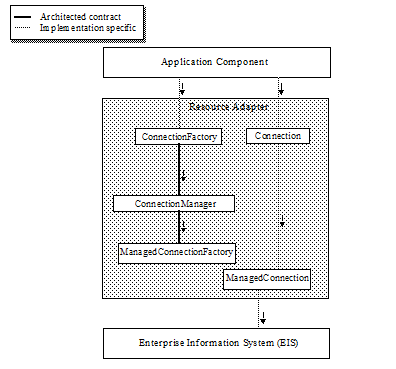 Architected contract
Implementation specific
Application Component
Resource Adapter
ConnectionFactory
Connection
ConnectionManager
ManagedConnectionFactory
ManagedConnection
Enterprise Information System (EIS)